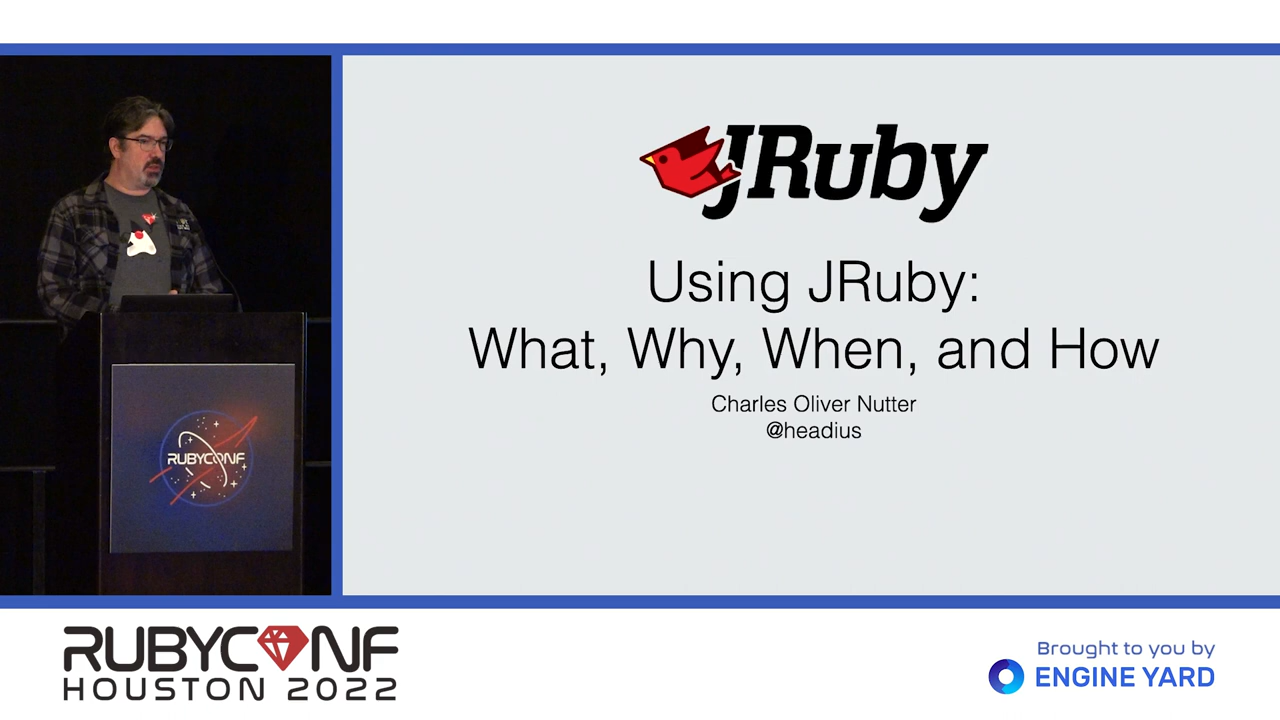 JRuby
Using JRuby:
What, Why, When, and How
Charles Oliver Nutter
@headius
RUBYCONF
RUBYCONF
HOUSTON 2022
Brought to you by
ENGINE YARD